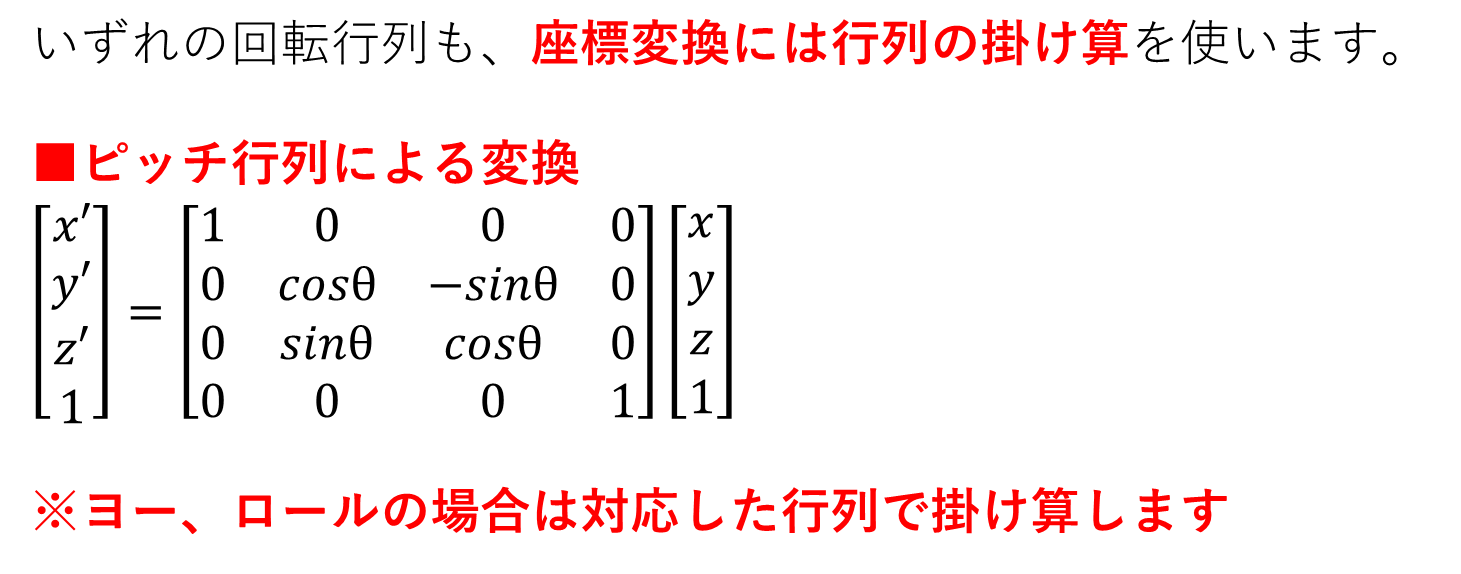 いずれの回転行列も、座標変換には行列の掛け算を使います。
■ピッチ行列による変換
[x′ y′ z′ 1] = [1 0 0 0] [x y z 1]
[0 cosθ −sinθ 0]
[0 sinθ cosθ 0]
[0 0 0 1]
※ヨー、ロールの場合は対応した行列で掛け算します